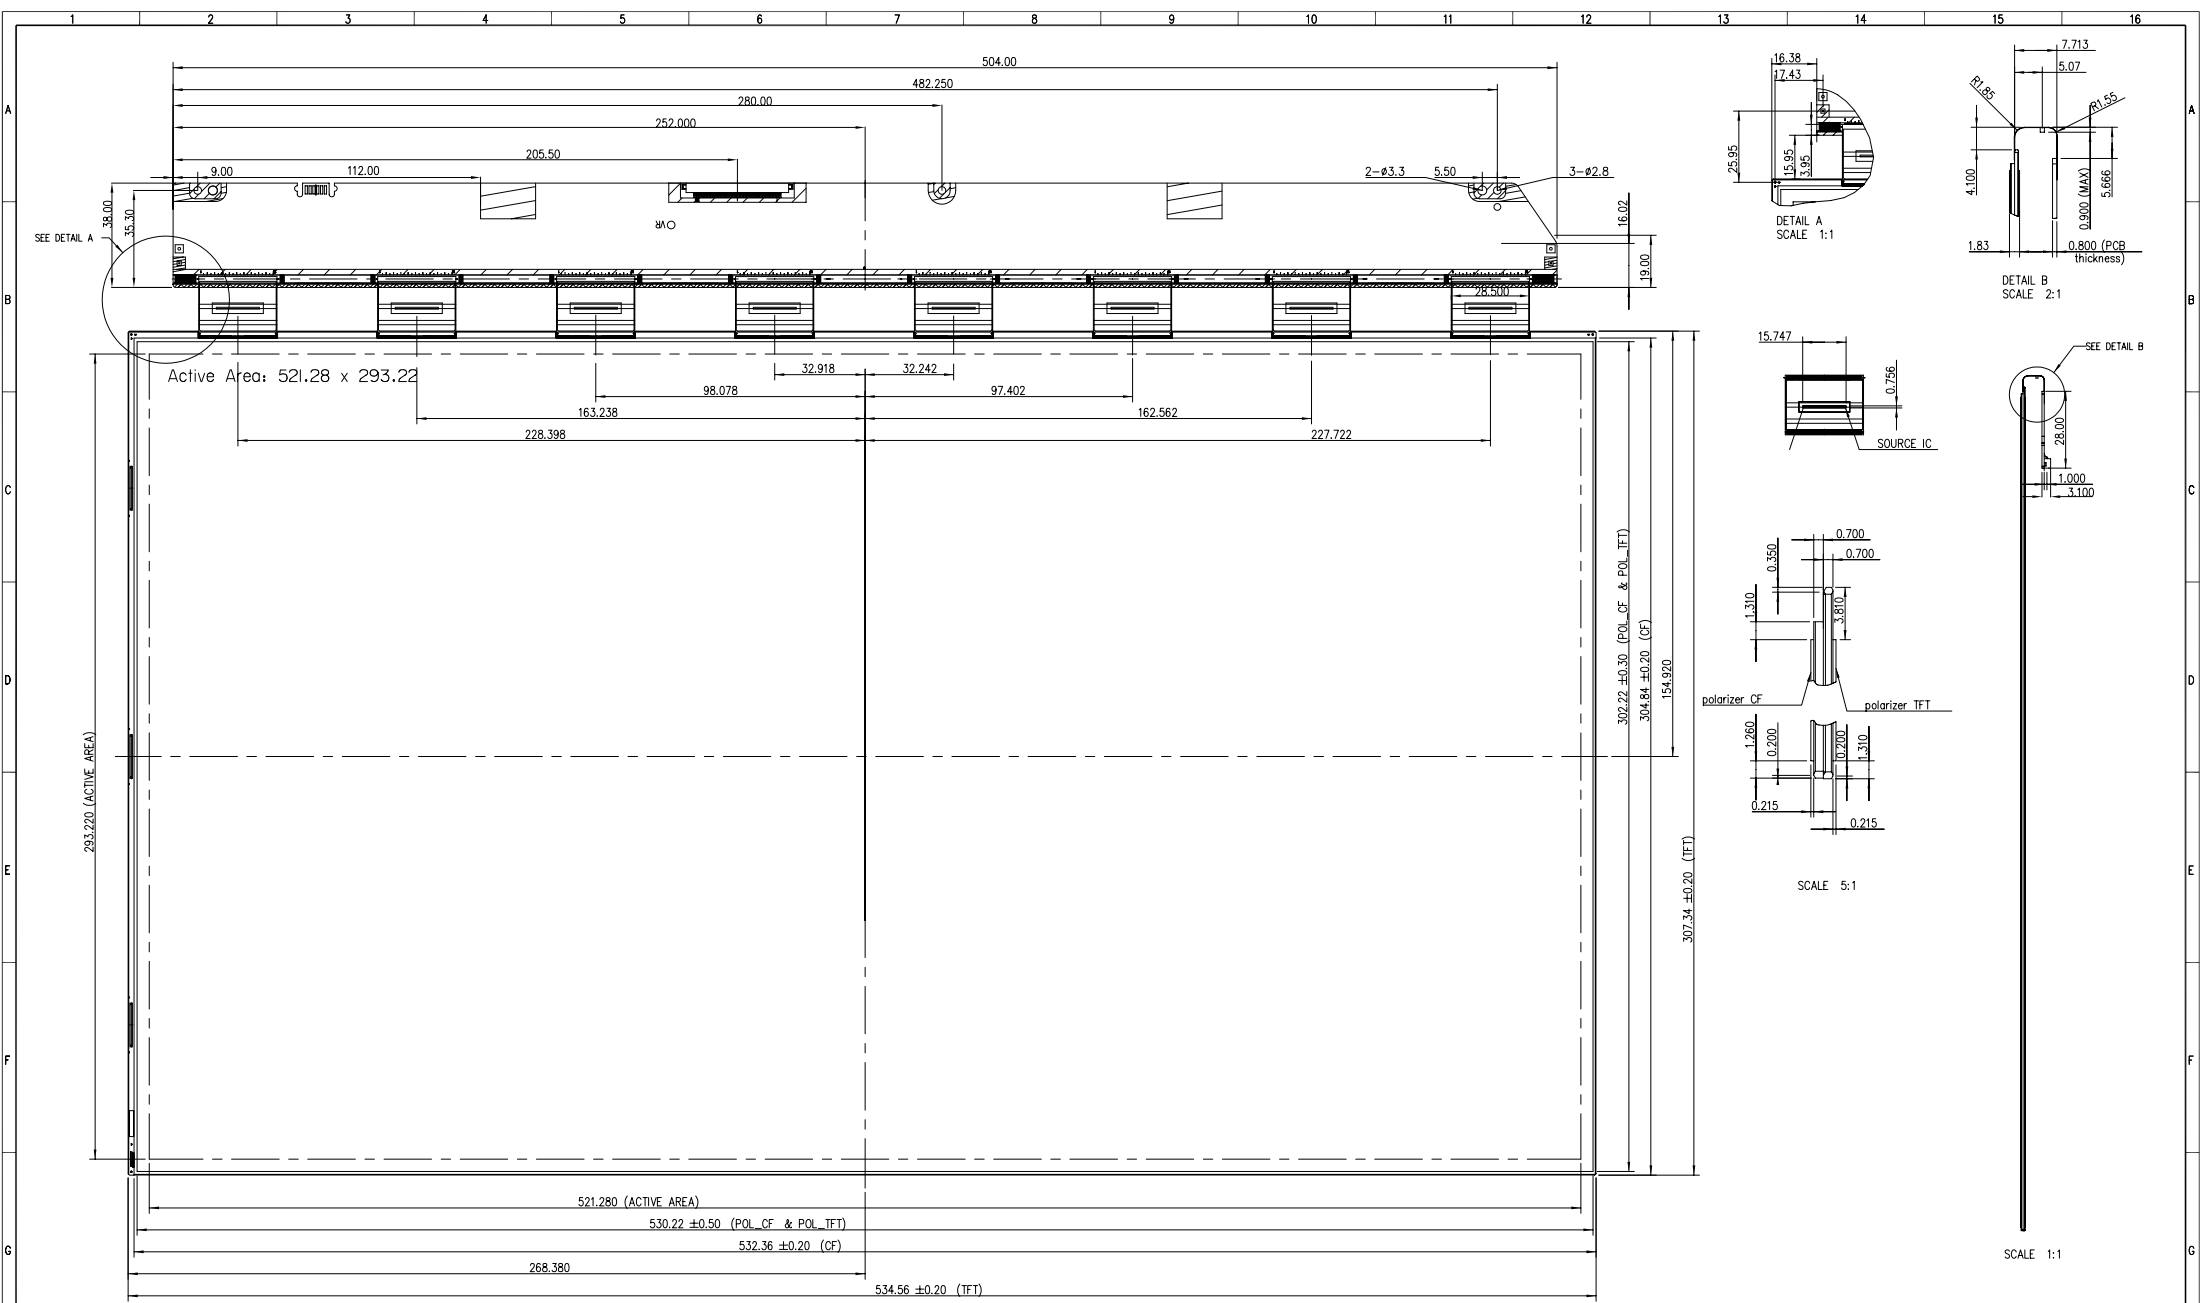 1 2 3 4 5 6 7 8 9 10 11 12 13 14 15 16
A
B
C
D
E
F
G
A
B
C
D
E
F
G
504.00
482.250
280.00
252.000
205.50
9.00
112.00
38.00
35.30
SEE DETAIL A
VR
2-ø3.3
5.50
3-ø2.8
16.02
19.00
28.500
Active Area: 521.28 x 293.22
32.918
32.242
98.078
97.402
163.238
162.562
228.398
227.722
293.220 (ACTIVE AREA)
302.22 ±0.30 (POL_CF & POL_TFT)
304.84 ±0.20 (CF)
154.920
307.34 ±0.20 (TFT)
521.280 (ACTIVE AREA)
530.22 ±0.50 (POL_CF & POL_TFT)
532.36 ±0.20 (CF)
268.380
534.56 ±0.20 (TFT)
16.38
17.43
25.95
15.95
3.95
DETAIL A
SCALE 1:1
7.713
5.07
R1.85
R1.55
4.100
0.900 (MAX)
5.666
1.83
0.800 (PCB
thickness)
DETAIL B
SCALE 2:1
15.747
0.756
SOURCE IC
SEE DETAIL B
28.00
1.000
3.100
0.700
0.700
0.350
1.310
3.810
polarizer CF
polarizer TFT
1.260
0.200
0.200
1.310
0.215
0.215
SCALE 5:1
SCALE 1:1